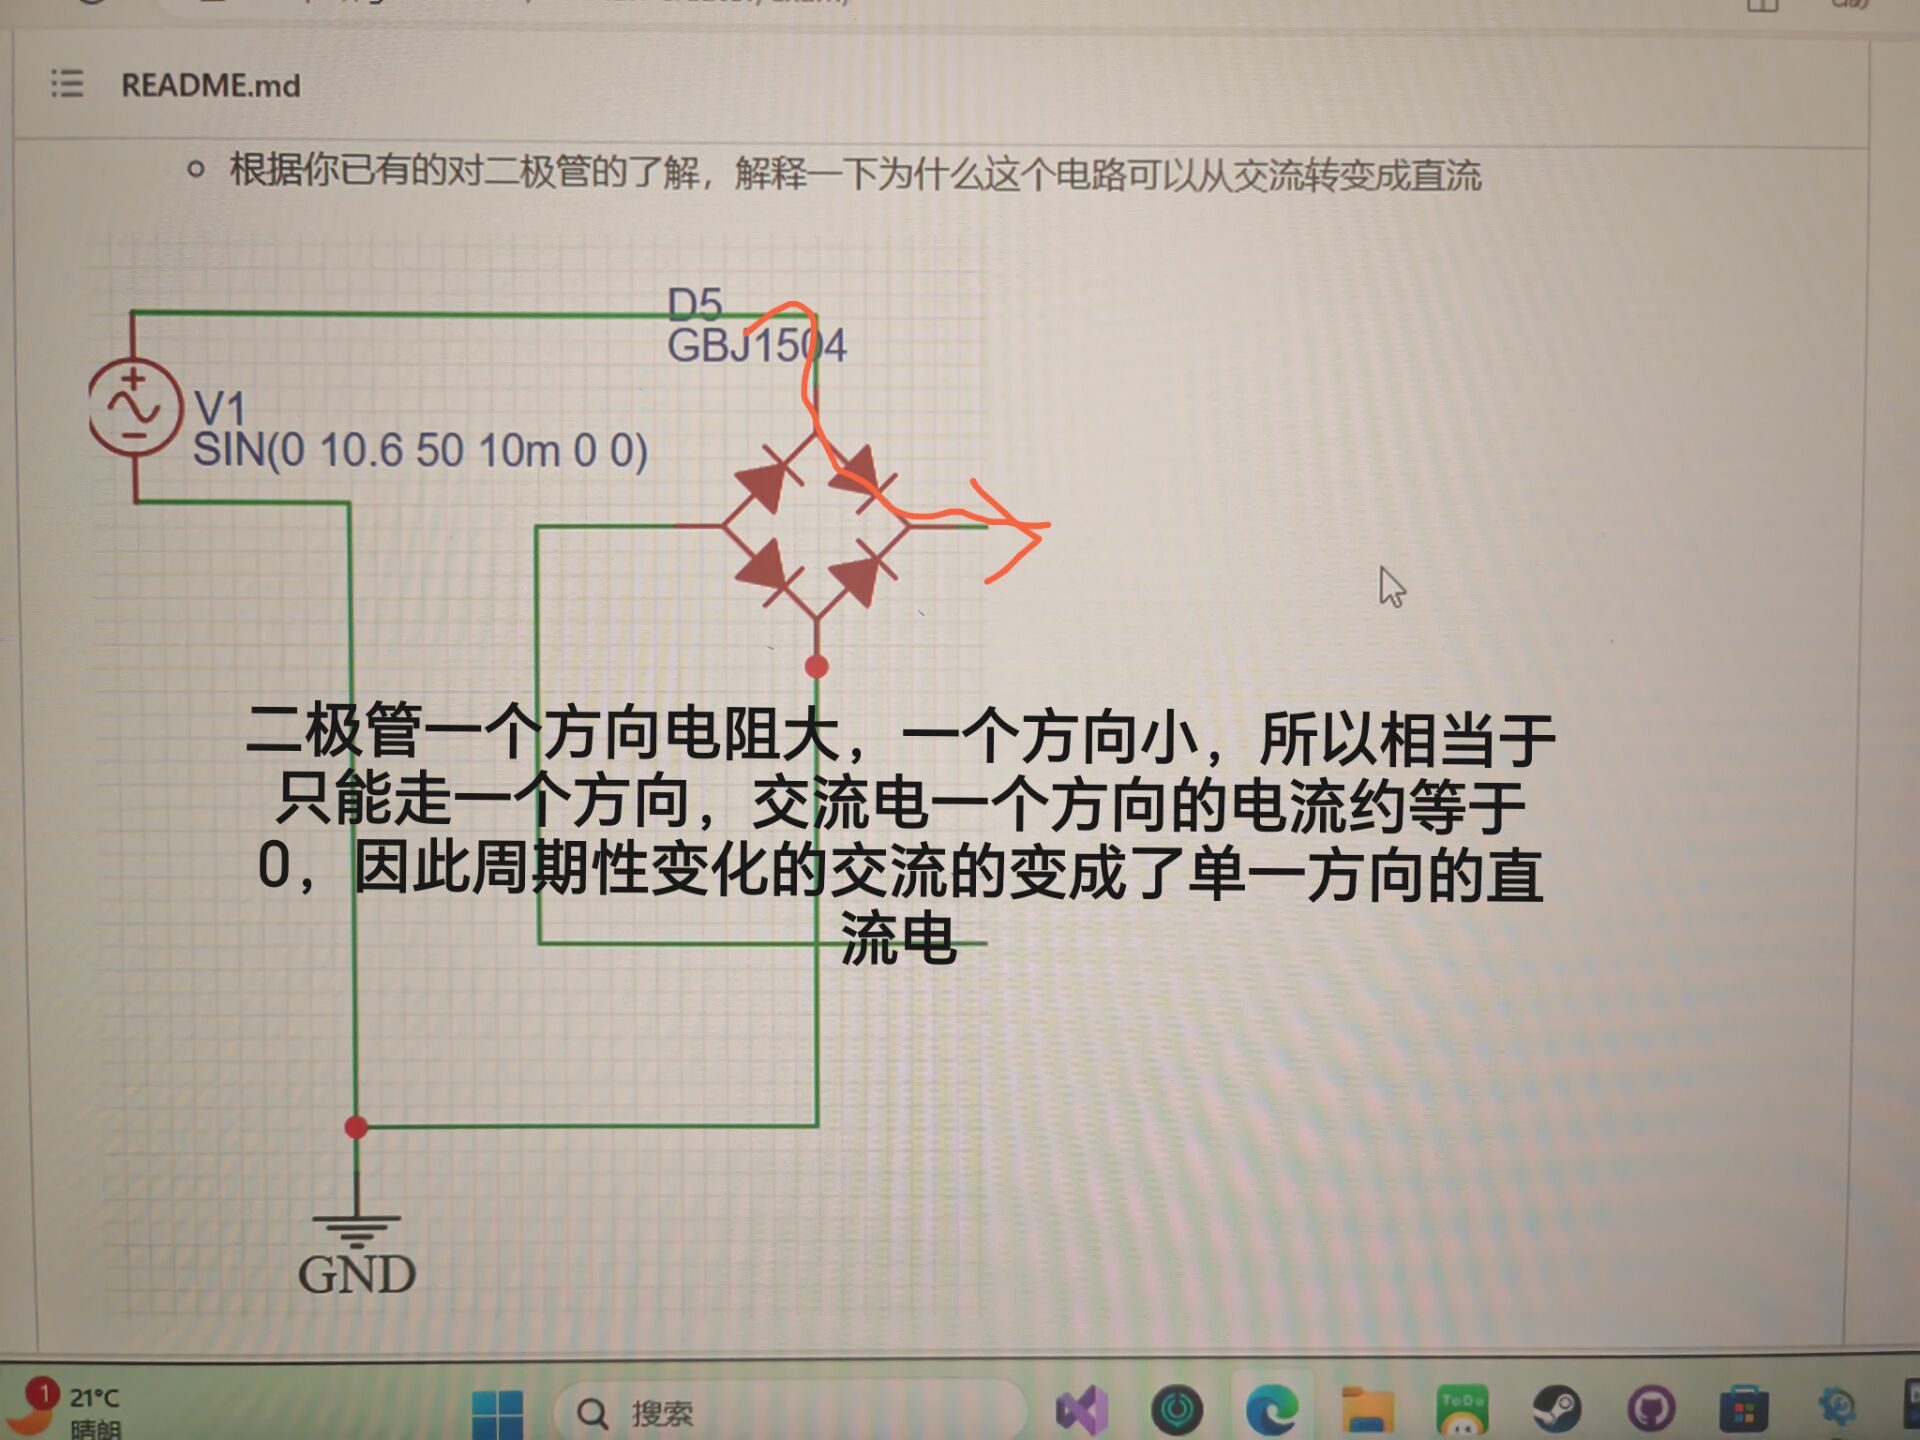 README.md
根据你已有的对二极管的了解，解释一下为什么这个电路可以从交流转变成直流
D5
GBJ1504
V1
SIN(0 10.6 50 10m 0 0)
二极管一个方向电阻大，一个方向小，所以相当于
只能走一个方向，交流电一个方向的电流约等于
0，因此周期性变化的交流的变成了单一方向的直
流电
GND
1
21°C
晴朗
搜索
ToDo